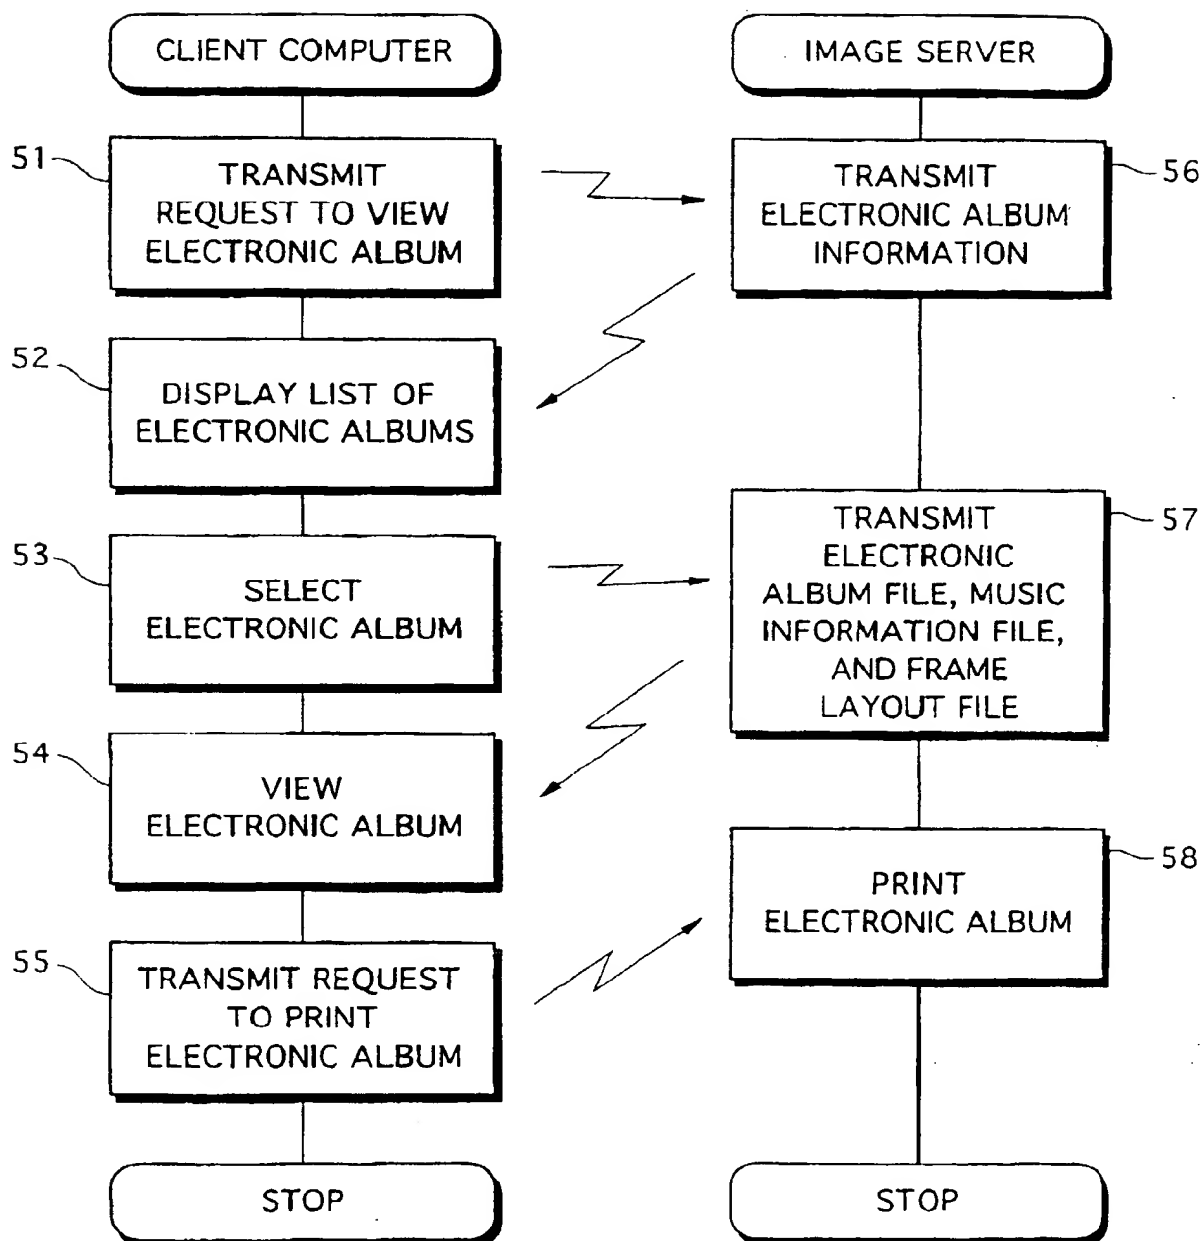 CLIENT COMPUTER
IMAGE SERVER
51
TRANSMIT
REQUEST TO VIEW
ELECTRONIC ALBUM
56
TRANSMIT
ELECTRONIC ALBUM
INFORMATION
52
DISPLAY LIST OF
ELECTRONIC ALBUMS
53
SELECT
ELECTRONIC ALBUM
57
TRANSMIT
ELECTRONIC
ALBUM FILE, MUSIC
INFORMATION FILE,
AND FRAME
LAYOUT FILE
54
VIEW
ELECTRONIC ALBUM
58
PRINT
ELECTRONIC ALBUM
55
TRANSMIT REQUEST
TO PRINT
ELECTRONIC ALBUM
STOP
STOP